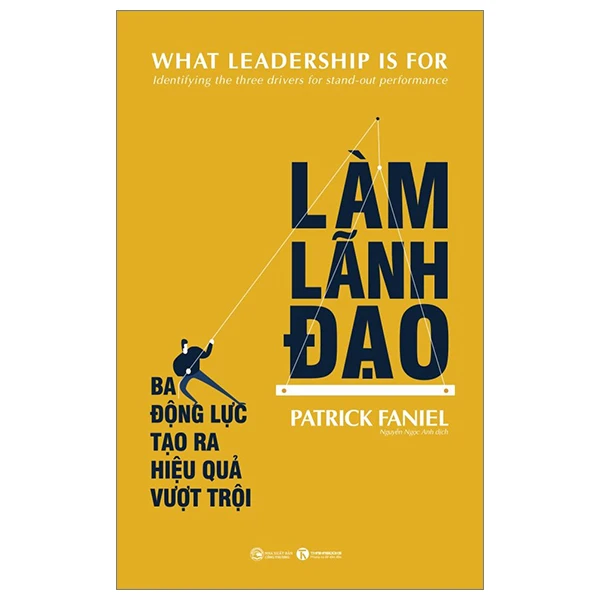 WHAT LEADERSHIP IS FOR
Identifying the three drivers for stand-out performance
LÀM
LÃNH
ĐẠO
BA
ĐỘNG LỰC
TẠO RA
HIỆU QUẢ
VƯỢT TRỘI
PATRICK FANIEL
Nguyễn Ngọc Anh dịch